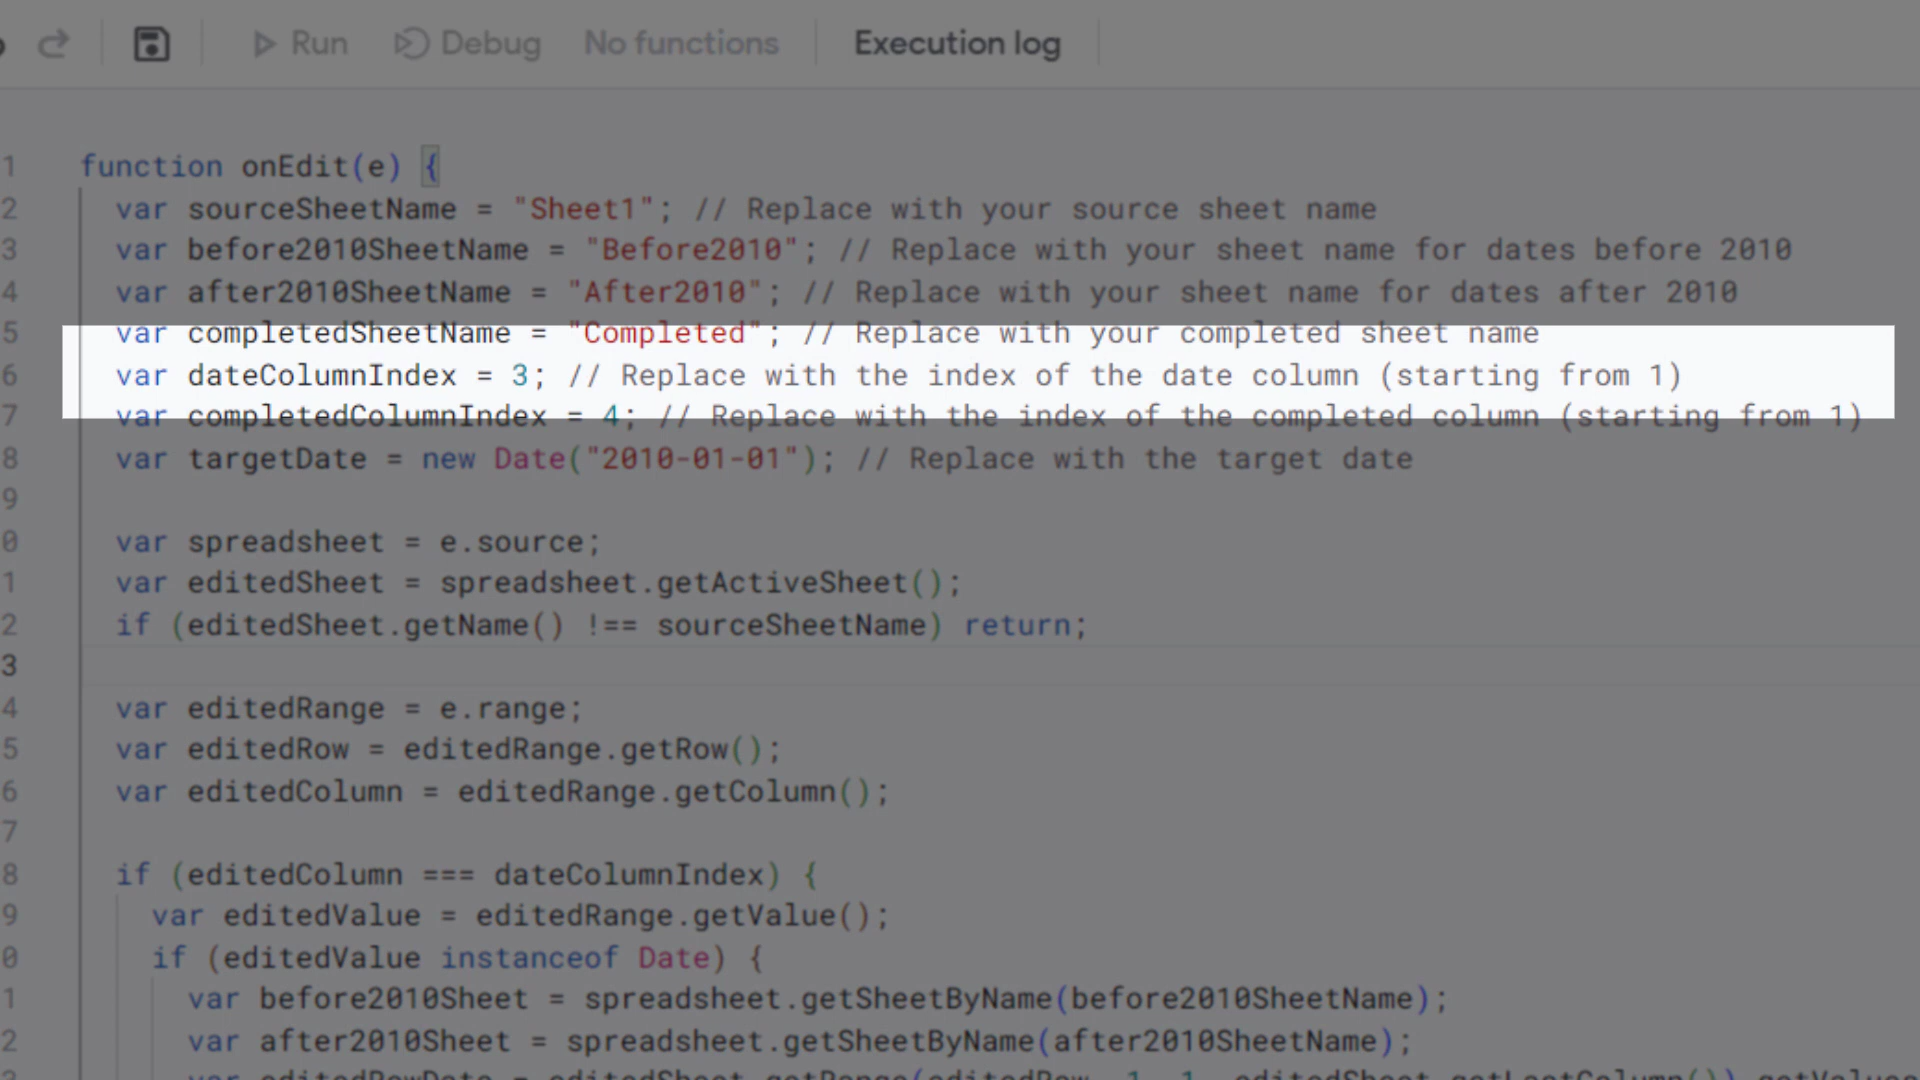 Run Debug No functions Execution log
1 function onEdit(e) {
2 var sourceSheetName = "Sheet1"; // Replace with your source sheet name
3 var before2010SheetName = "Before2010"; // Replace with your sheet name for dates before 2010
4 var after2010SheetName = "After2010"; // Replace with your sheet name for dates after 2010
5 var completedSheetName = "Completed"; // Replace with your completed sheet name
6 var dateColumnIndex = 3; // Replace with the index of the date column (starting from 1)
7 var completedColumnIndex = 4; // Replace with the index of the completed column (starting from 1)
8 var targetDate = new Date("2010-01-01"); // Replace with the target date
9
0 var spreadsheet = e.source;
1 var editedSheet = spreadsheet.getActiveSheet();
2 if (editedSheet.getName() !== sourceSheetName) return;
3
4 var editedRange = e.range;
5 var editedRow = editedRange.getRow();
6 var editedColumn = editedRange.getColumn();
7
8 if (editedColumn === dateColumnIndex) {
9 var editedValue = editedRange.getValue();
0 if (editedValue instanceof Date) {
1 var before2010Sheet = spreadsheet.getSheetByName(before2010SheetName);
2 var after2010Sheet = spreadsheet.getSheetByName(after2010SheetName);